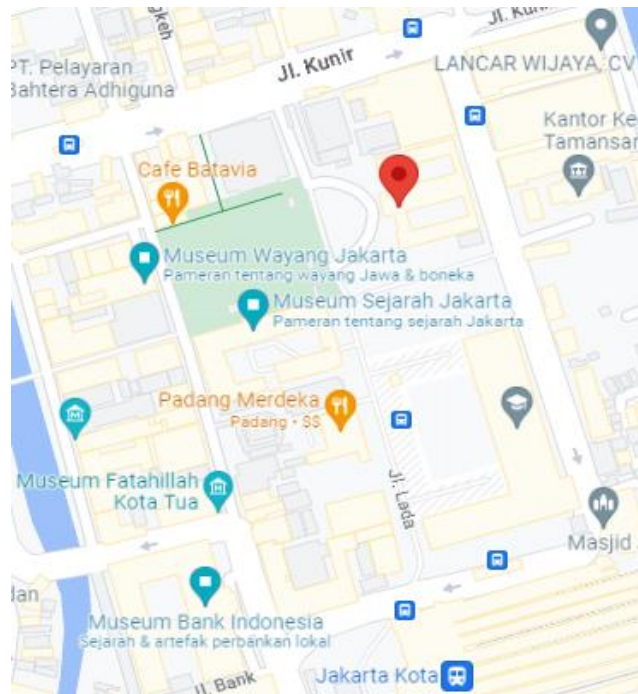 Jl. Kunir
Jl. Kunir
PT. Pelayaran
Bahtera Adhiguna
LANCAR WIJAYA, CV
Kantor Ke
Tamansar
Cafe Batavia
Museum Wayang Jakarta
Pameran tentang wayang Jawa & boneka
Museum Sejarah Jakarta
Pameran tentang sejarah Jakarta
Padang Merdeka
Padang • $$
Museum Fatahillah
Kota Tua
Jl. Lada
Masjid
Museum Bank Indonesia
Sejarah & artefak perbankan lokal
Jakarta Kota
Jl. Bank